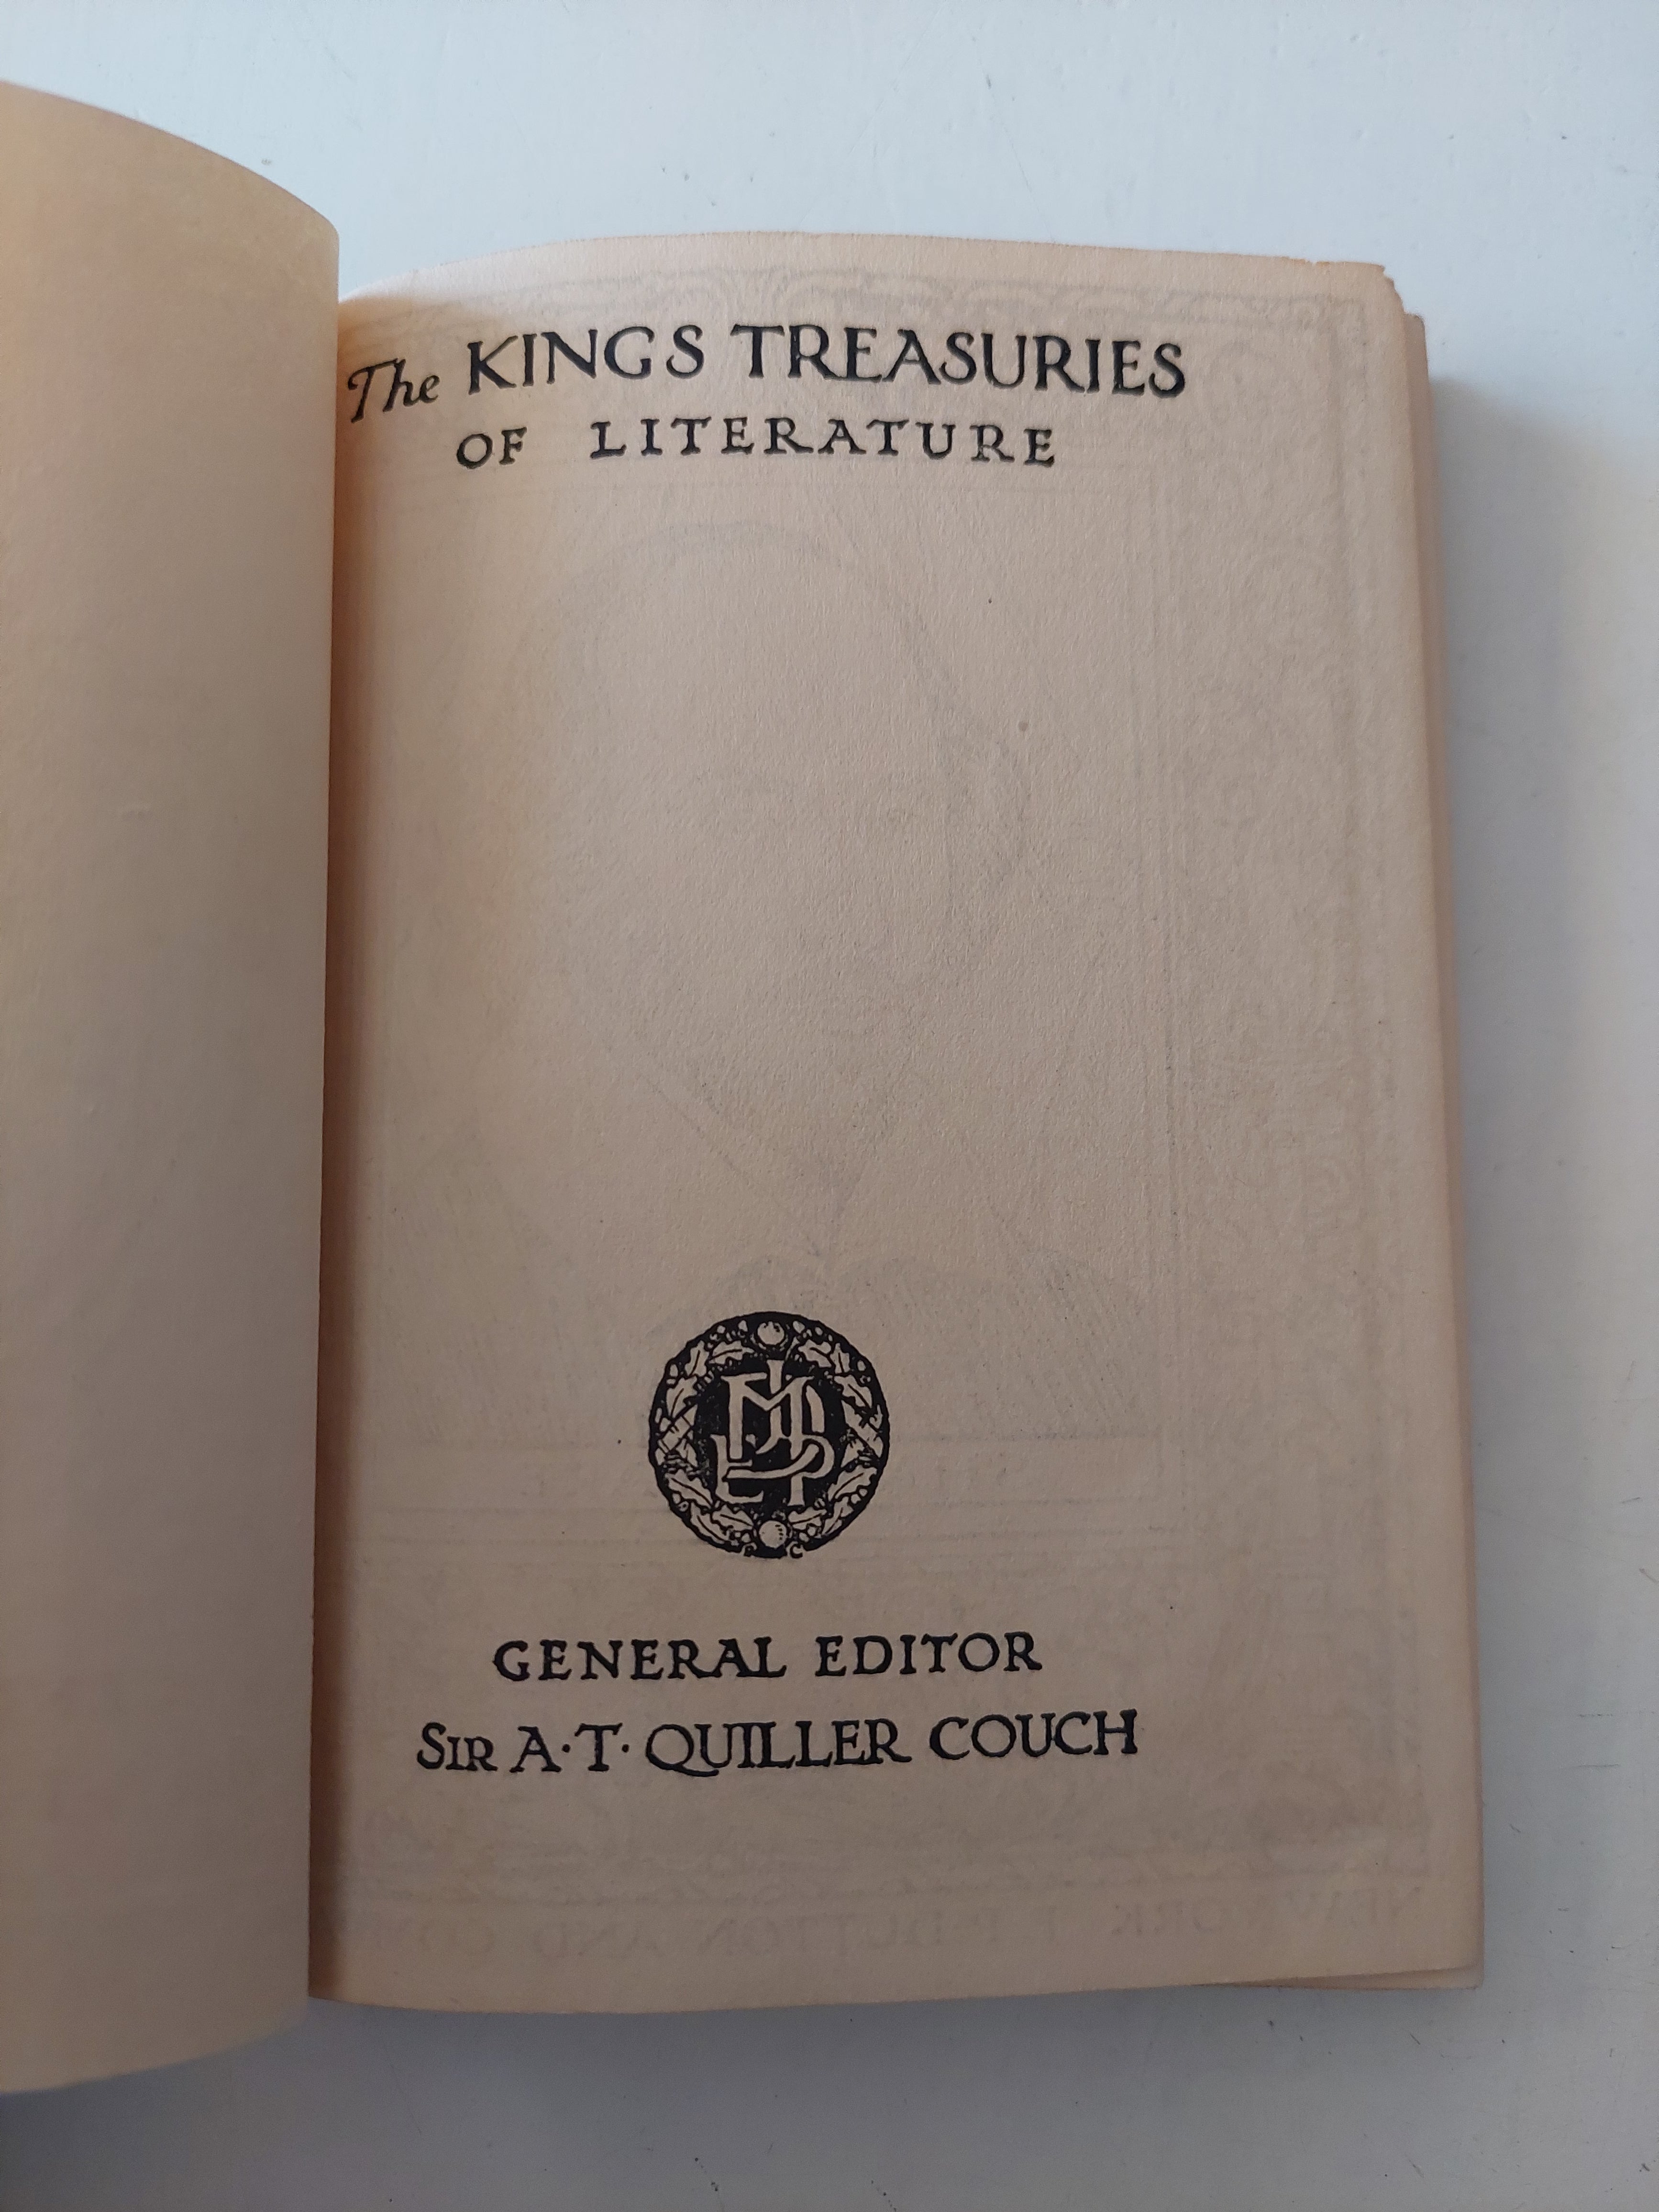 The KINGS TREASURIES
OF LITERATURE
GENERAL EDITOR
SIR A·T· QUILLER COUCH